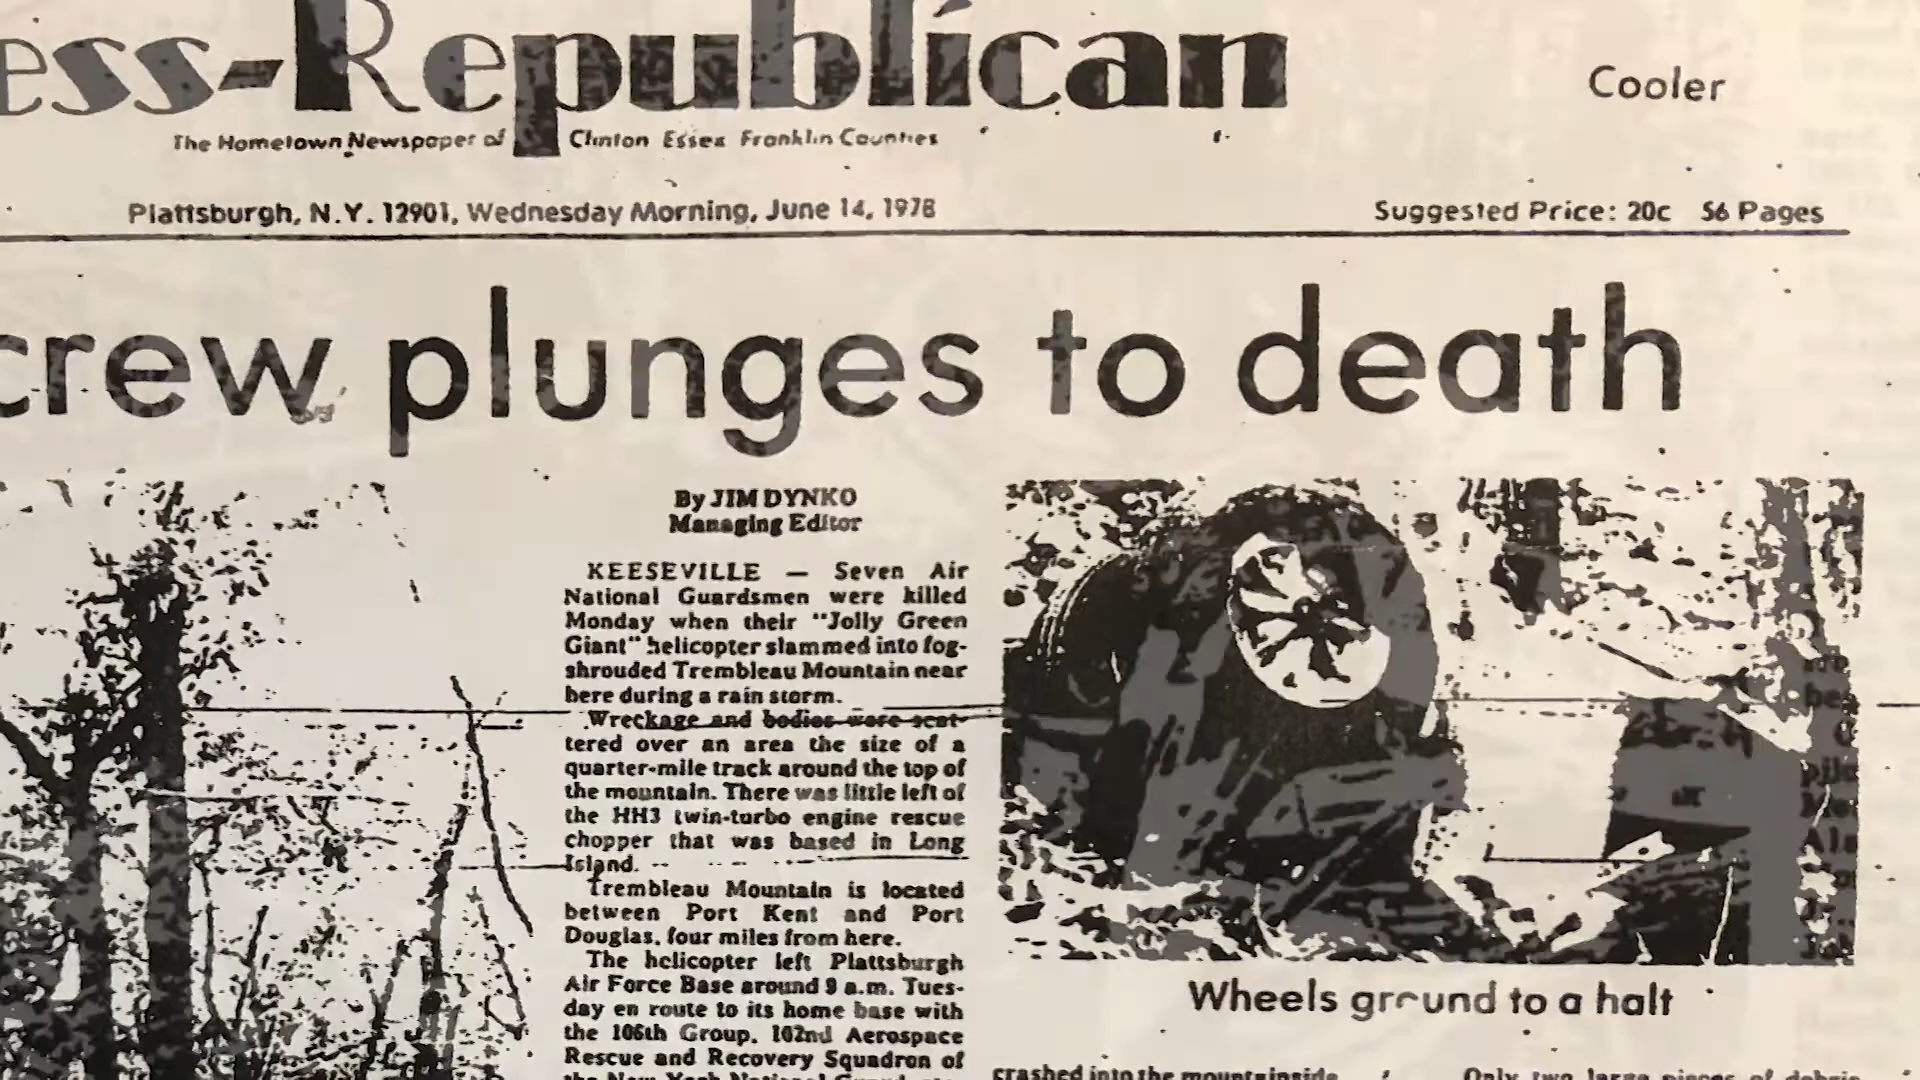 ess-Republican
Cooler
The Hometown Newspaper of Clinton Essex Franklin Counties
Plattsburgh, N.Y. 12901, Wednesday Morning, June 14, 1978
Suggested Price: 20c 56 Pages
crew plunges to death
By JIM DYNKO
Managing Editor
KEESEVILLE — Seven Air
National Guardsmen were killed
Monday when their "Jolly Green
Giant" helicopter slammed into fog-
shrouded Trembleau Mountain near
here during a rain storm.
Wreckage and bodies were scat-
tered over an area the size of a
quarter-mile track around the top of
the mountain. There was little left of
the HH3 twin-turbo engine rescue
chopper that was based in Long
Island.
Trembleau Mountain is located
between Port Kent and Port
Douglas, four miles from here.
The helicopter left Plattsburgh
Air Force Base around 9 a.m. Tues-
day en route to its home base with
the 106th Group, 102nd Aerospace
Rescue and Recovery Squadron of
the New York National Guard
Wheels ground to a halt
crashed into the mountainside
Only two large pieces of debris